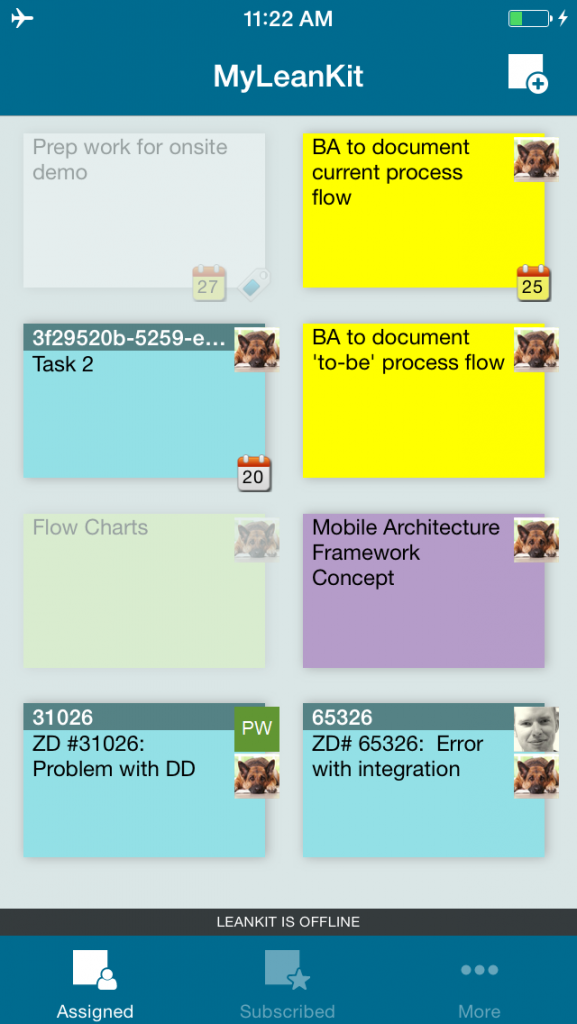 11:22 AM
MyLeanKit
Prep work for onsite
demo
27
BA to document
current process
flow
25
3f29520b-5259-e...
Task 2
20
BA to document
'to-be' process flow
Flow Charts
Mobile Architecture
Framework
Concept
31026
PW
ZD #31026:
Problem with DD
65326
ZD# 65326:  Error
with integration
LEANKIT IS OFFLINE
Assigned
Subscribed
More